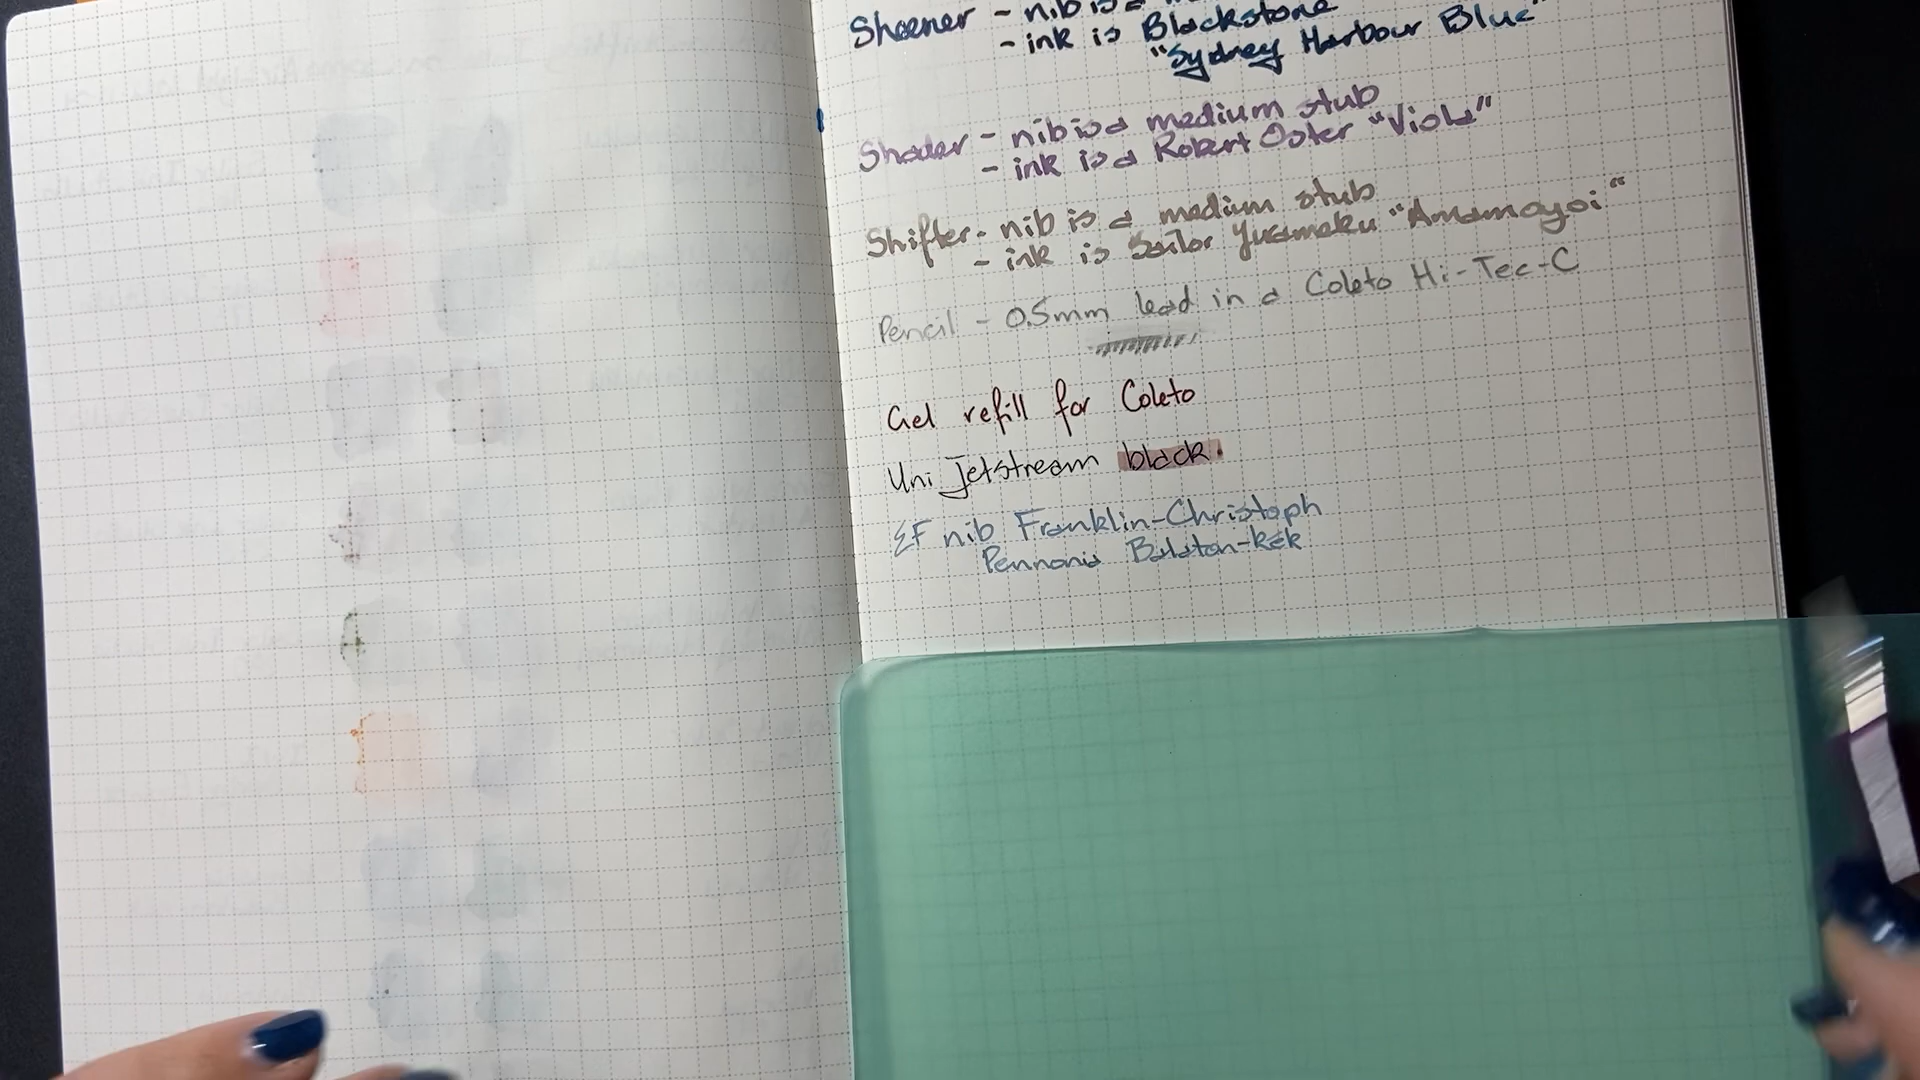 Sheener - nib is a
- ink is Blackstone
"Sydney Harbour Blue"
Shader - nib is a medium stub
- ink is a Robert Oster "Viola"
Shifter - nib is a medium stub
- ink is Sailor Yurameku "Amamoyoi"
Pencil - 0.5mm lead in a Coleto Hi-Tec-C
Gel refill for Coleto
Uni Jetstream black.
EF nib Franklin-Christoph
Pennonia Balaton-kék